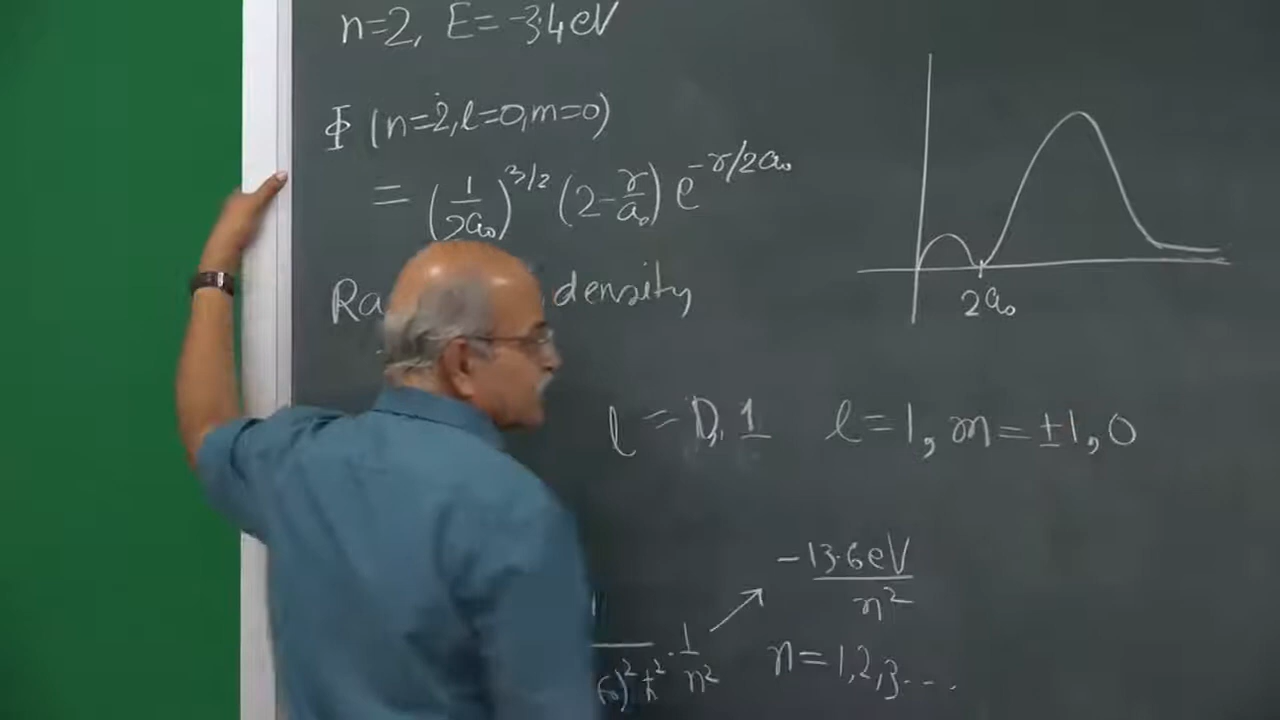 n=2, E=-3.4eV
Φ (n=2, l=0, m=0)
= (1/2a₀)^3/2 (2-r/a₀) e^-r/2a₀
density
2a₀
l = 0, 1 l=1, m=±1, 0
-13.6eV/n²
)²ħ² · 1/n²
n=1,2,3...